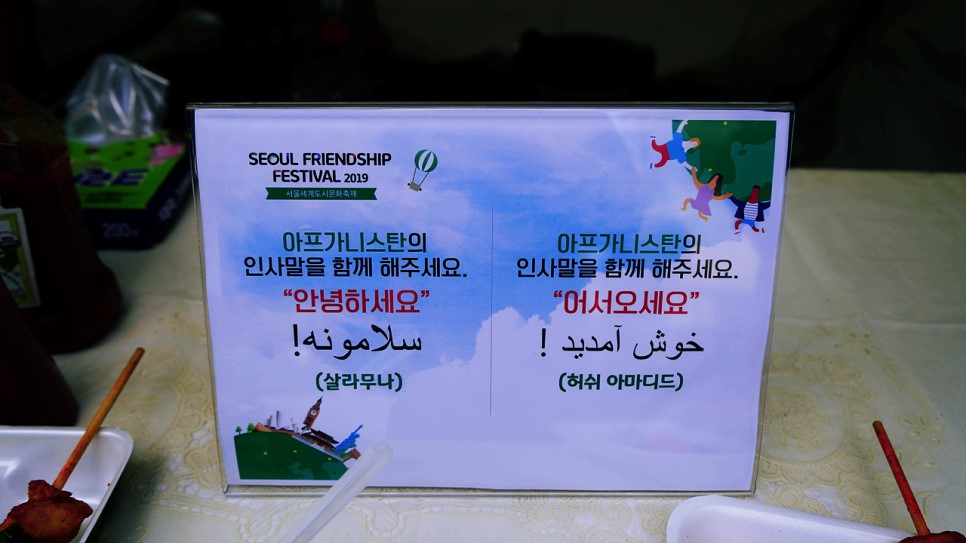 SEOUL FRIENDSHIP
FESTIVAL 2019
서울세계도시문화축제
아프가니스탄의
인사말을 함께 해주세요.
“안녕하세요”
سلامونه!
(살라무나)
아프가니스탄의
인사말을 함께 해주세요.
“어서오세요”
خوش آمدید !
(허쉬 아마디드)